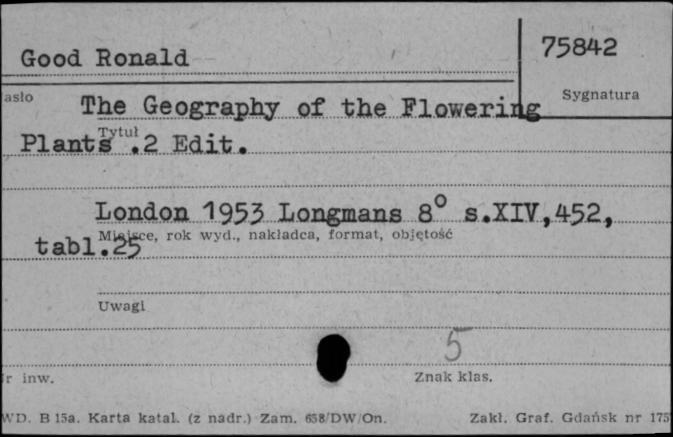 Good Ronald 75842
asło Sygnatura
The Geography of the Flowering
Tytuł
Plants .2 Edit.
London 1953 Longmans 8° s.XIV,452,
Miejsce, rok wyd., nakładca, format, objętość
tabl.25
Uwagi
5
r inw. Znak klas.
WD. B 15a. Karta katal. (z nadr.) Zam. 658/DW/On. Zakł. Graf. Gdańsk nr 175